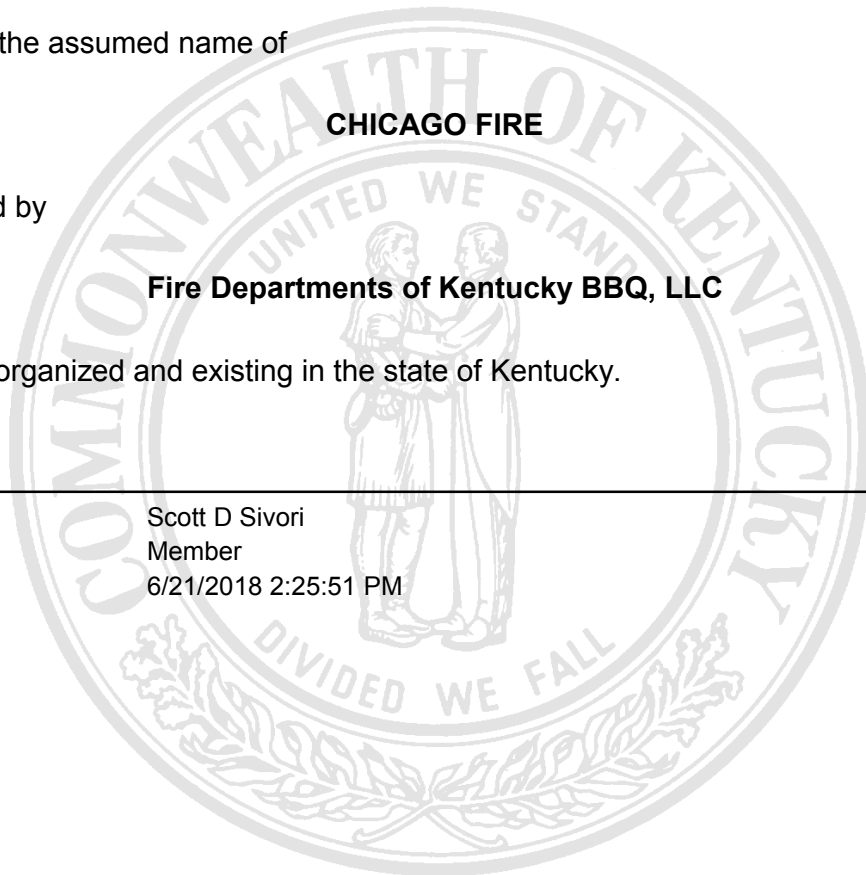 the assumed name of
CHICAGO FIRE
d by
Fire Departments of Kentucky BBQ, LLC
organized and existing in the state of Kentucky.
Scott D Sivori
Member
6/21/2018 2:25:51 PM
COMMONWEALTH OF KENTUCKY
UNITED WE STAND
DIVIDED WE FALL